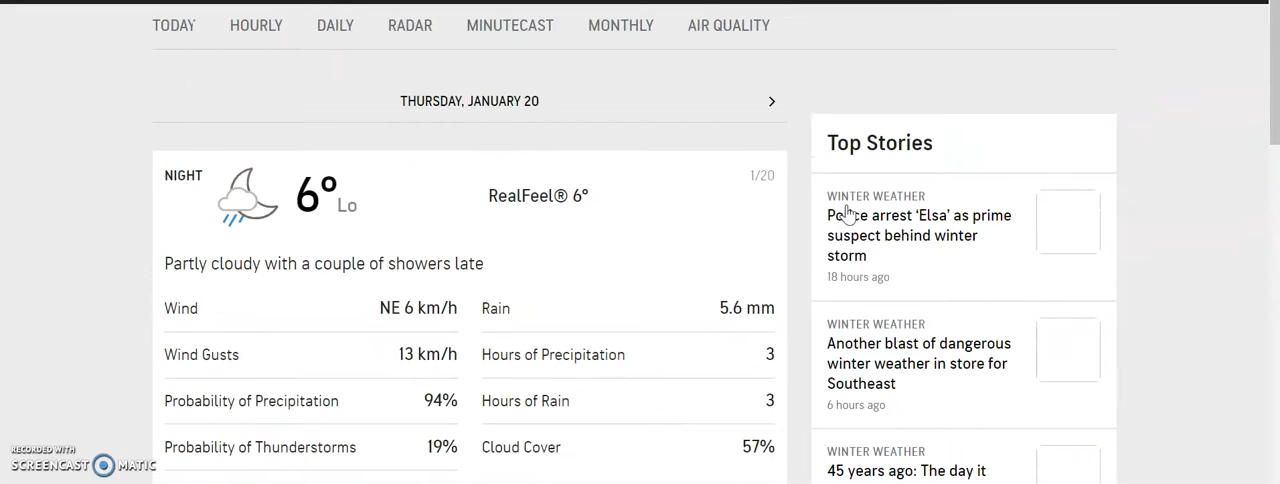 TODAY HOURLY DAILY RADAR MINUTECAST MONTHLY AIR QUALITY
THURSDAY, JANUARY 20
NIGHT
6° Lo
RealFeel® 6°
1/20
Partly cloudy with a couple of showers late
Wind NE 6 km/h
Rain 5.6 mm
Wind Gusts 13 km/h
Hours of Precipitation 3
Probability of Precipitation 94%
Hours of Rain 3
Probability of Thunderstorms 19%
Cloud Cover 57%
Top Stories
WINTER WEATHER
Police arrest ‘Elsa’ as prime
suspect behind winter
storm
18 hours ago
WINTER WEATHER
Another blast of dangerous
winter weather in store for
Southeast
6 hours ago
WINTER WEATHER
45 years ago: The day it
RECORDED WITH
SCREENCAST MATIC